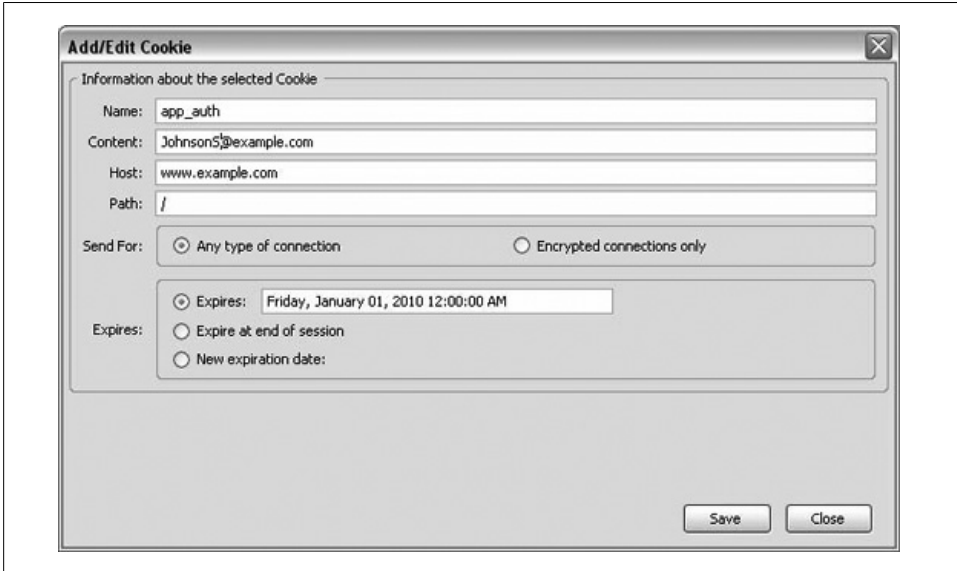 Add/Edit Cookie
Information about the selected Cookie
Name: app_auth
Content: JohnsonS@example.com
Host: www.example.com
Path: /
Send For: Any type of connection Encrypted connections only
Expires: Friday, January 01, 2010 12:00:00 AM
Expires: Expire at end of session
New expiration date:
Save Close